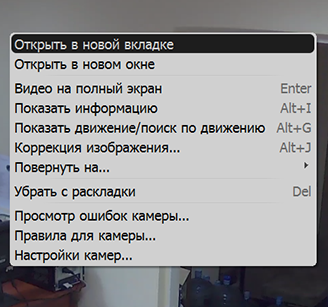 Открыть в новой вкладке
Открыть в новом окне
Видео на полный экран Enter
Показать информацию Alt+I
Показать движение/поиск по движению Alt+G
Коррекция изображения... Alt+J
Повернуть на...
Убрать с раскладки Del
Просмотр ошибок камеры...
Правила для камеры...
Настройки камер...